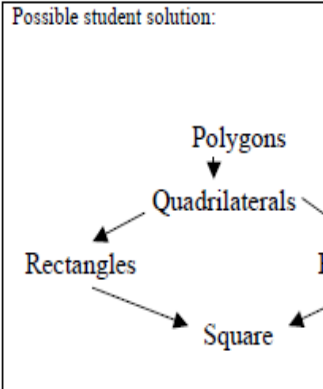 Possible student solution:
Polygons
Quadrilaterals
Rectangles
Square